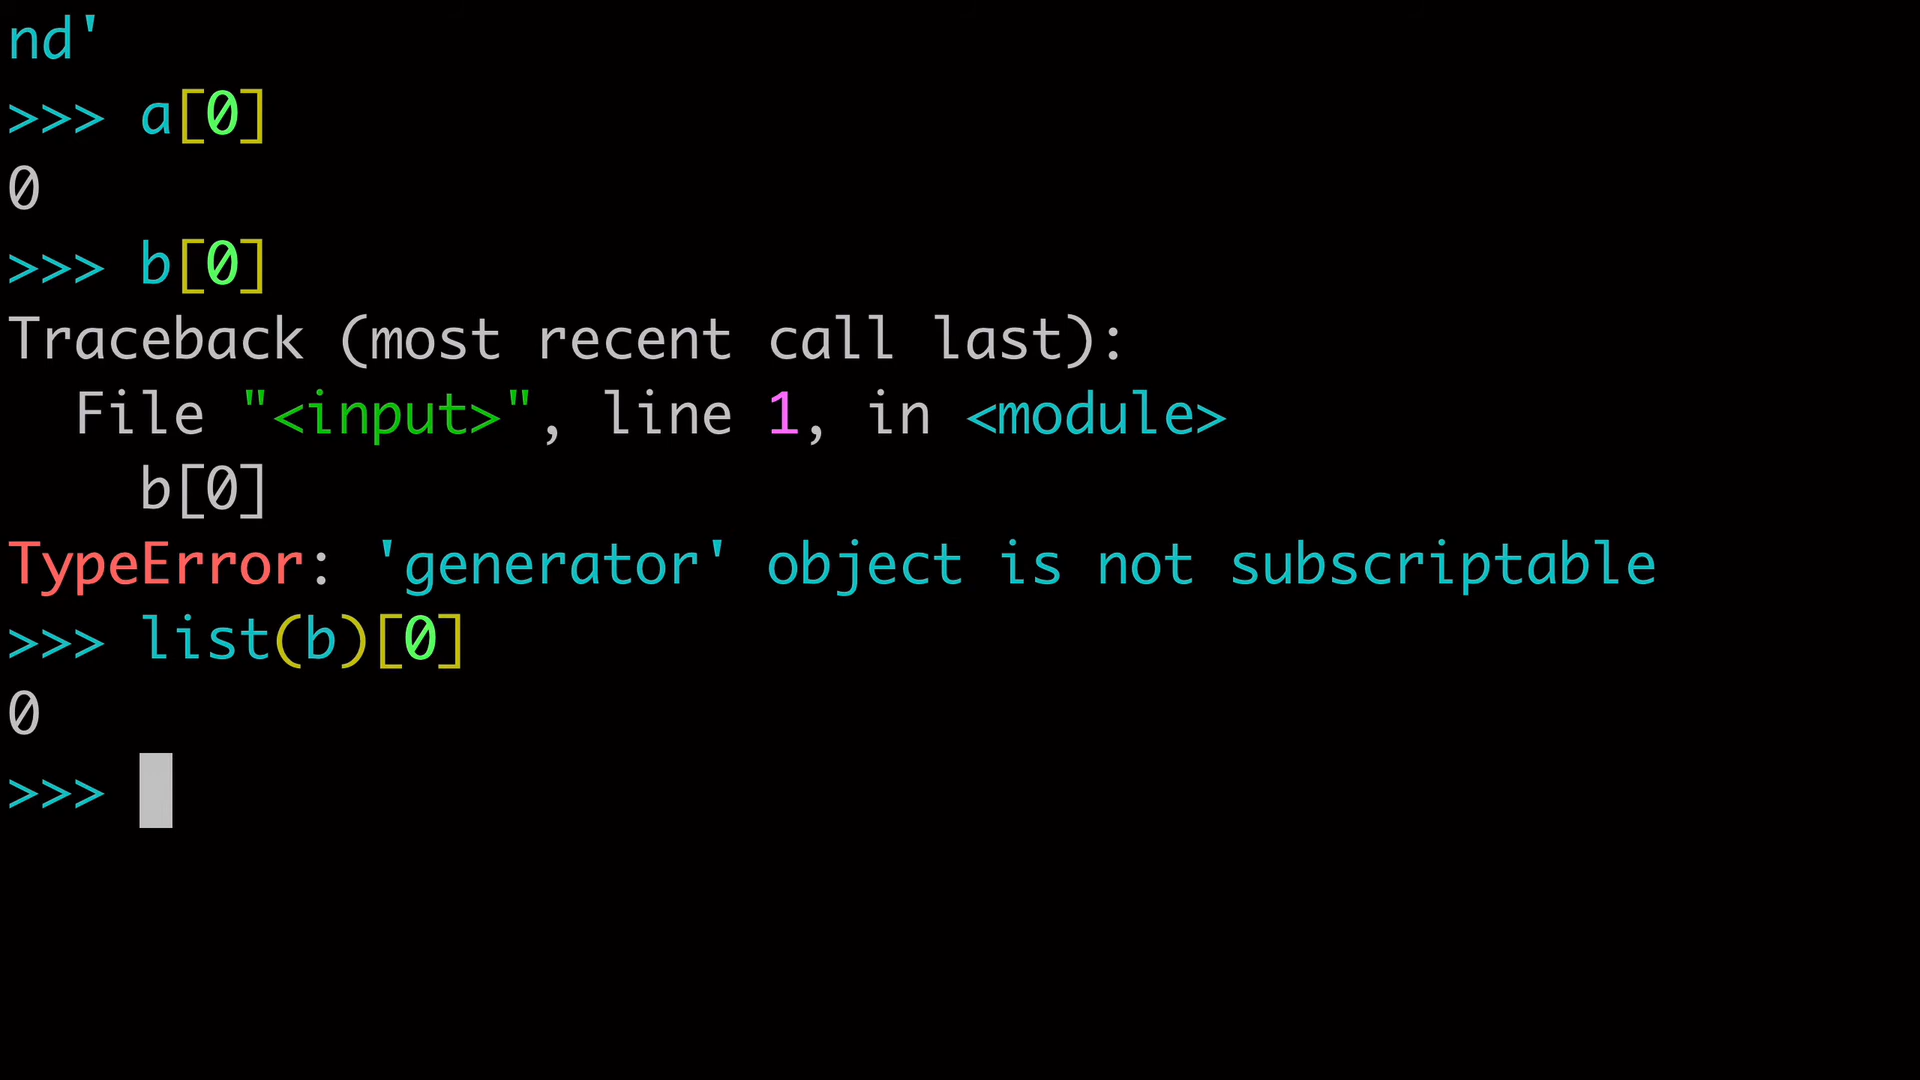 nd'
>>> a[0]
0
>>> b[0]
Traceback (most recent call last):
  File "<input>", line 1, in <module>
    b[0]
TypeError: 'generator' object is not subscriptable
>>> list(b)[0]
0
>>>